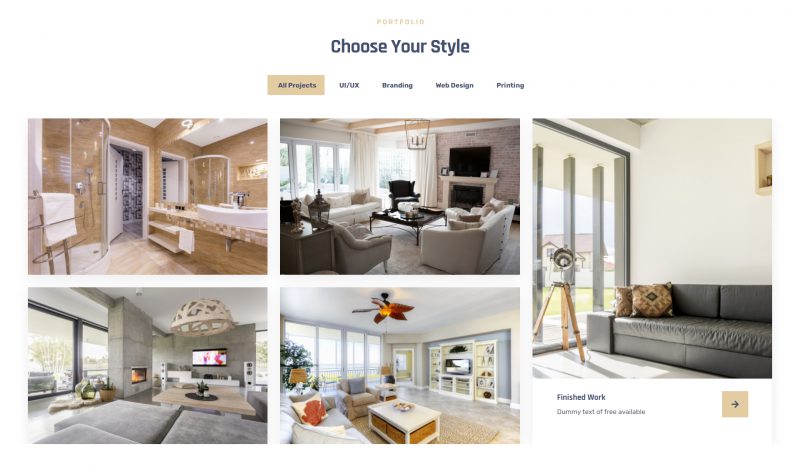 PORTFOLIO
Choose Your Style
All Projects UI/UX Branding Web Design Printing
Finished Work
Dummy text of free available